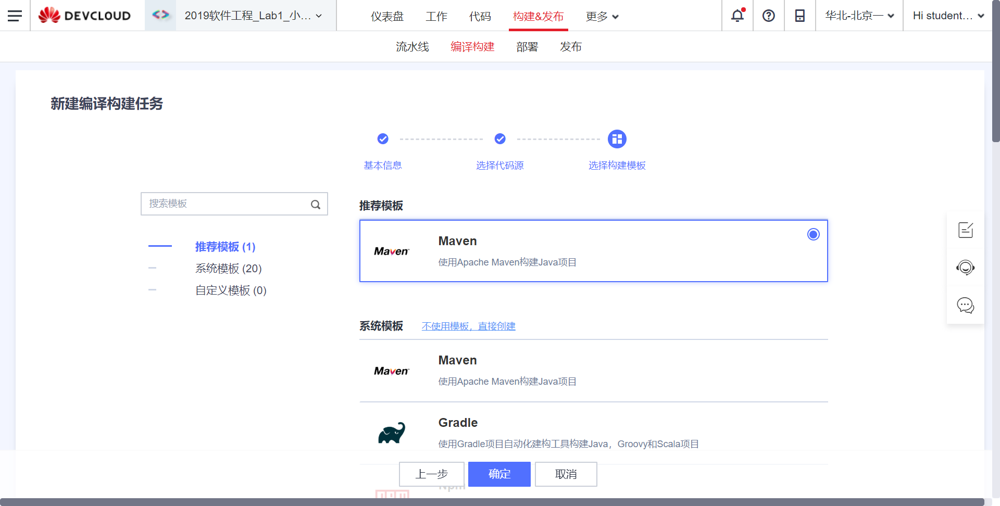 DEVCLOUD
2019软件工程_Lab1_小...
仪表盘
工作
代码
构建&发布
更多
华北-北京一
Hi student...
流水线
编译构建
部署
发布
新建编译构建任务
基本信息
选择代码源
选择构建模板
搜索模板
推荐模板 (1)
系统模板 (20)
自定义模板 (0)
推荐模板
Maven
Maven
使用Apache Maven构建Java项目
系统模板
不使用模板，直接创建
Maven
Maven
使用Apache Maven构建Java项目
Gradle
使用Gradle项目自动化建构工具构建Java，Groovy和Scala项目
上一步
确定
取消
Npm